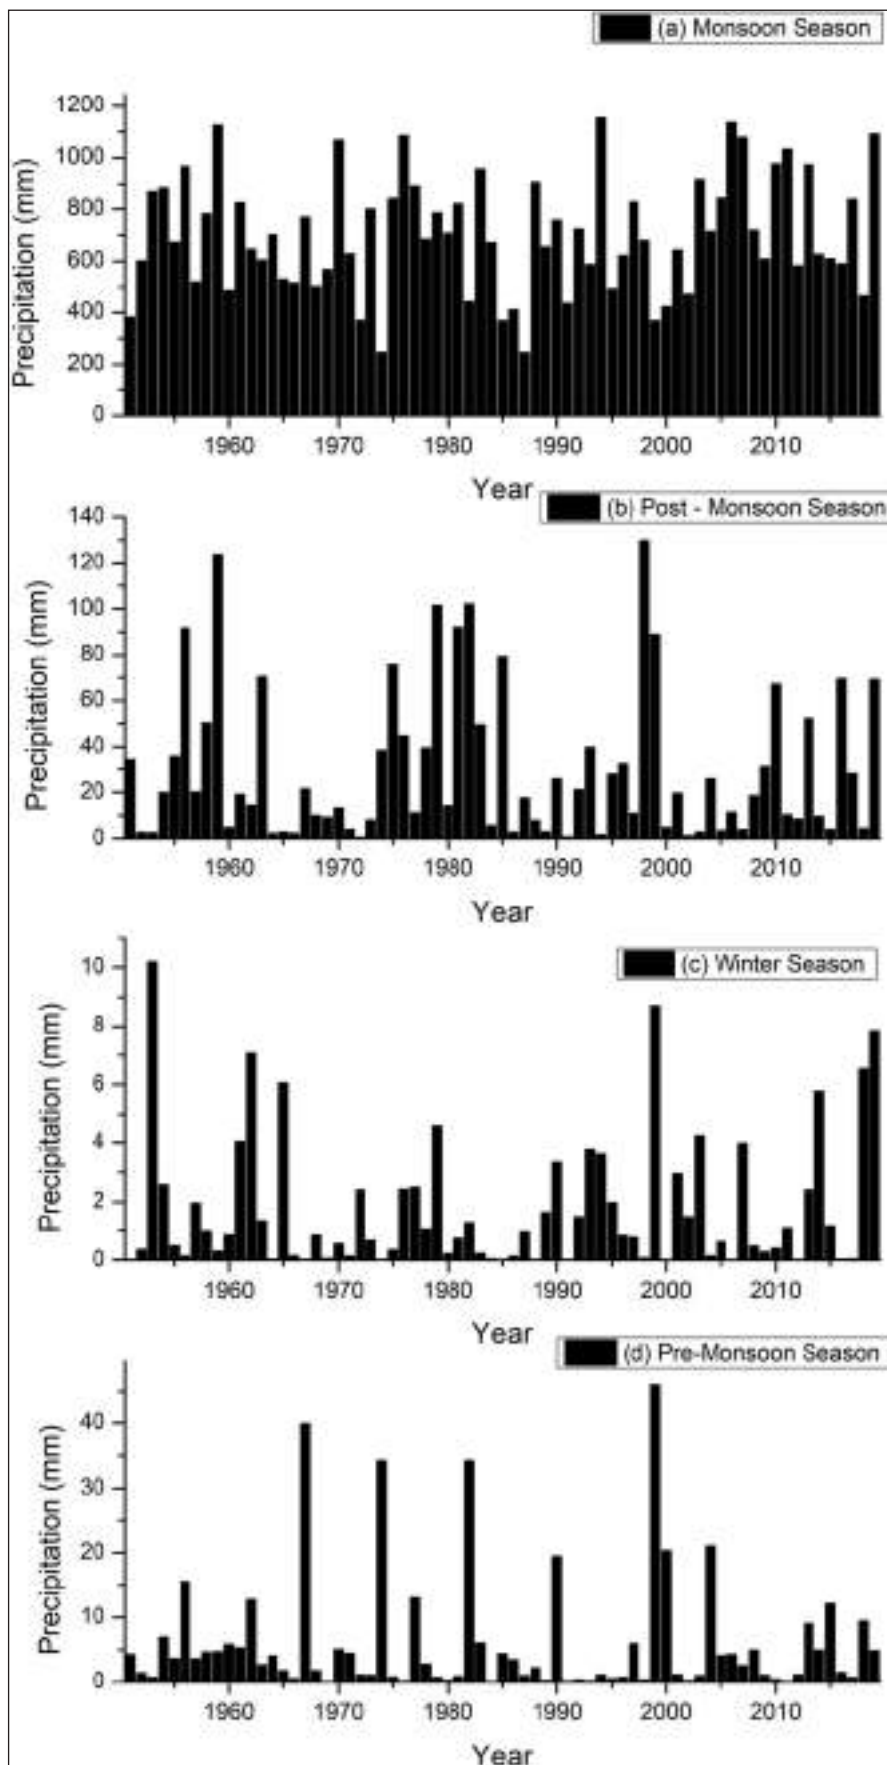 (a) Monsoon Season
1200
1000
800
600
400
200
0
Precipitation (mm)
1960 1970 1980 1990 2000 2010
Year
(b) Post - Monsoon Season
140
120
100
80
60
40
20
0
Precipitation (mm)
1960 1970 1980 1990 2000 2010
Year
(c) Winter Season
10
8
6
4
2
0
Precipitation (mm)
1960 1970 1980 1990 2000 2010
Year
(d) Pre-Monsoon Season
40
30
20
10
0
Precipitation (mm)
1960 1970 1980 1990 2000 2010
Year